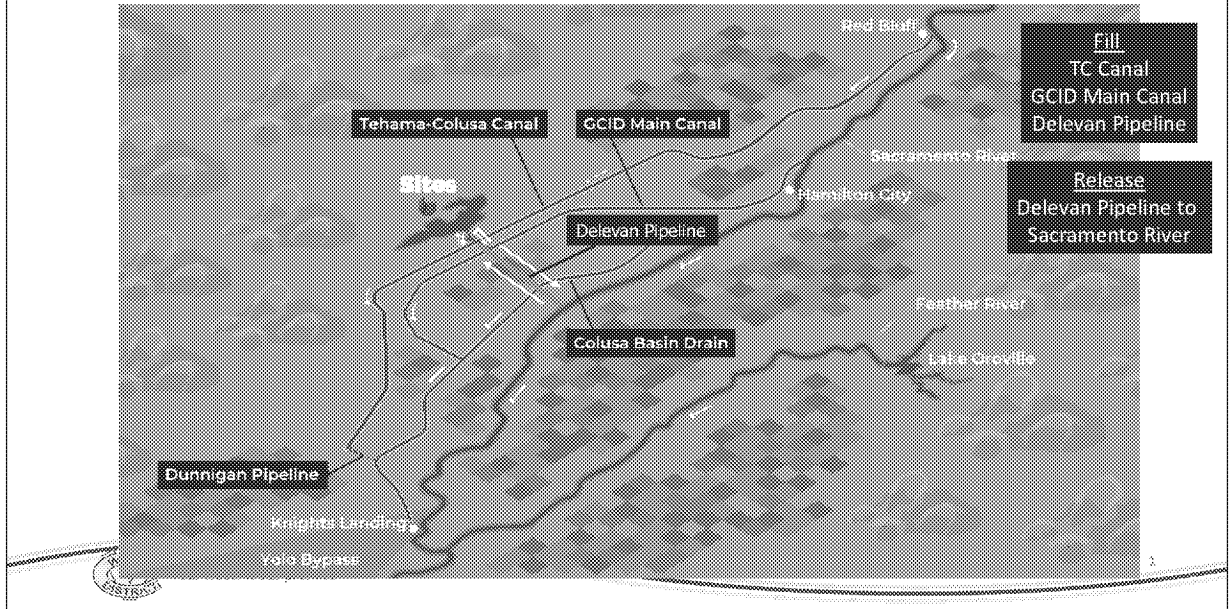 Red Bluff
Fill
TC Canal
GCID Main Canal
Delevan Pipeline
Tehama-Colusa Canal
GCID Main Canal
Sacramento River
Sites
Hamilton City
Release
Delevan Pipeline to
Sacramento River
Delevan Pipeline
Feather River
Colusa Basin Drain
Lake Oroville
Dunnigan Pipeline
Knights Landing
Yolo Bypass
DISTRICT